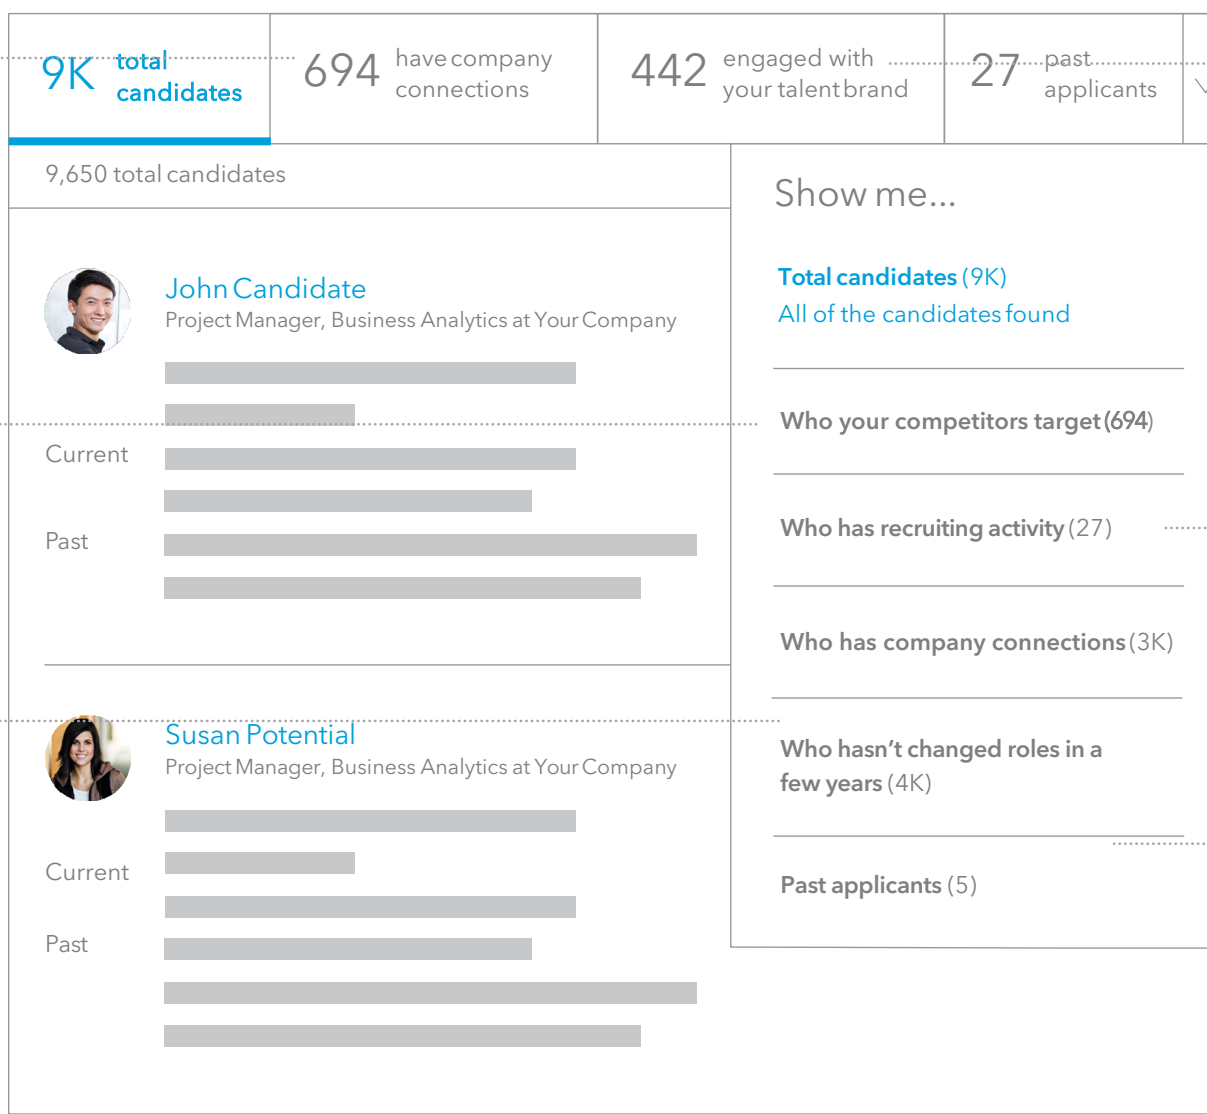 9K total candidates
694 have company connections
442 engaged with your talent brand
27 past applicants
9,650 total candidates
John Candidate
Project Manager, Business Analytics at Your Company
Current
Past
Susan Potential
Project Manager, Business Analytics at Your Company
Current
Past
Show me...
Total candidates (9K)
All of the candidates found
Who your competitors target (694)
Who has recruiting activity (27)
Who has company connections (3K)
Who hasn't changed roles in a
few years (4K)
Past applicants (5)